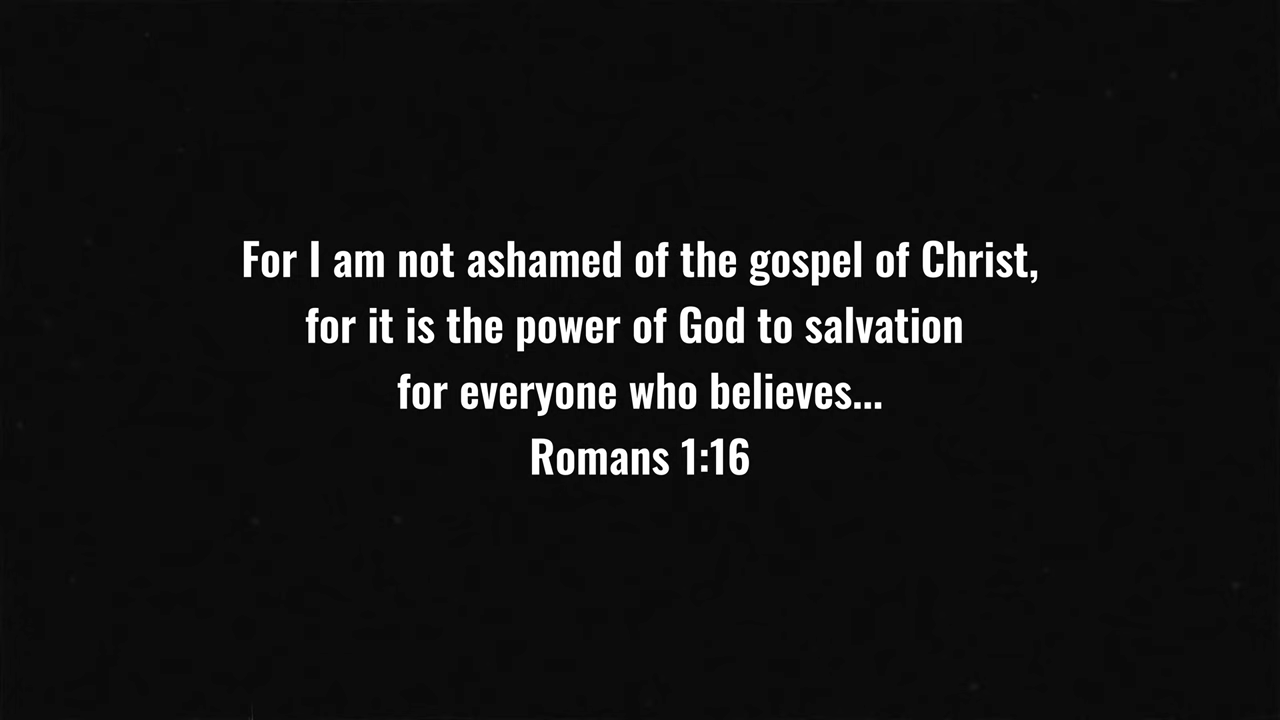 For I am not ashamed of the gospel of Christ,
for it is the power of God to salvation
for everyone who believes...
Romans 1:16